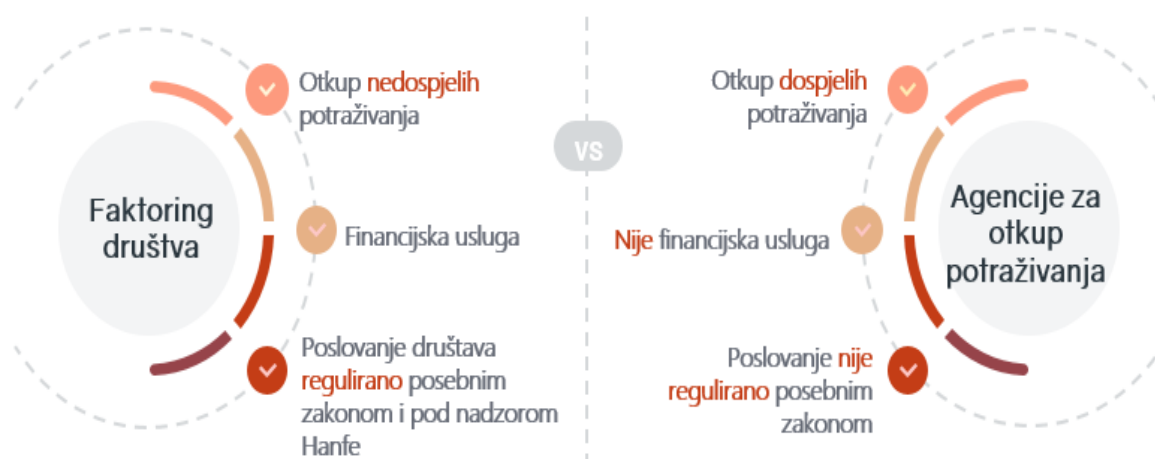 Faktoring
društva
Otkup nedospjelih
potraživanja
Financijska usluga
Poslovanje društava
regulirano posebnim
zakonom i pod nadzorom
Hanfe
vs
Otkup dospjelih
potraživanja
Nije financijska usluga
Poslovanje nije
regulirano posebnim
zakonom
Agencije za
otkup
potraživanja